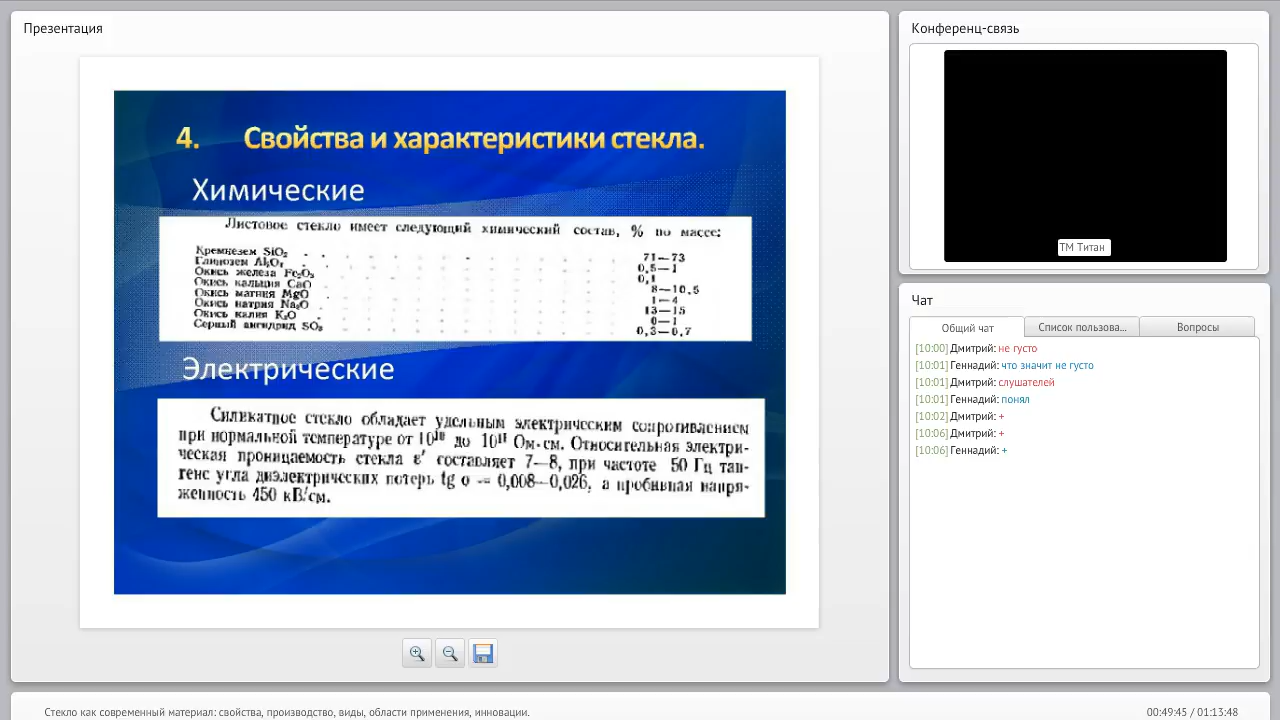 Презентация
4. Свойства и характеристики стекла.
Химические
Листовое стекло имеет следующий химический состав, % по массе:
Кремнезем SiO₂ 71—73
Глинозем Al₂O₃ 0,5—1
Окись железа Fe₂O₃ 0,1
Окись кальция CaO 8—10,5
Окись магния MgO 1—4
Окись натрия Na₂O 13—15
Окись калия K₂O 0—1
Серный ангидрид SO₃ 0,3—0,7
Электрические
Силикатное стекло обладает удельным электрическим сопротивлением
при нормальной температуре от до Ом·см. Относительная электри-
ческая проницаемость стекла ε′ составляет 7—8, при частоте 50 Гц тан-
генс угла диэлектрических потерь tg σ = 0,008—0,026, а пробивная напря-
женность 450 кВ/см.
Конференц-связь
ТМ Титан
Чат
Общий чат
Список пользова...
Вопросы
[10:00] Дмитрий: не густо
[10:01] Геннадий: что значит не густо
[10:01] Дмитрий: слушателей
[10:01] Геннадий: понял
[10:02] Дмитрий: +
[10:06] Дмитрий: +
[10:06] Геннадий: +
Стекло как современный материал: свойства, производство, виды, области применения, инновации.
00:49:45 / 01:13:48